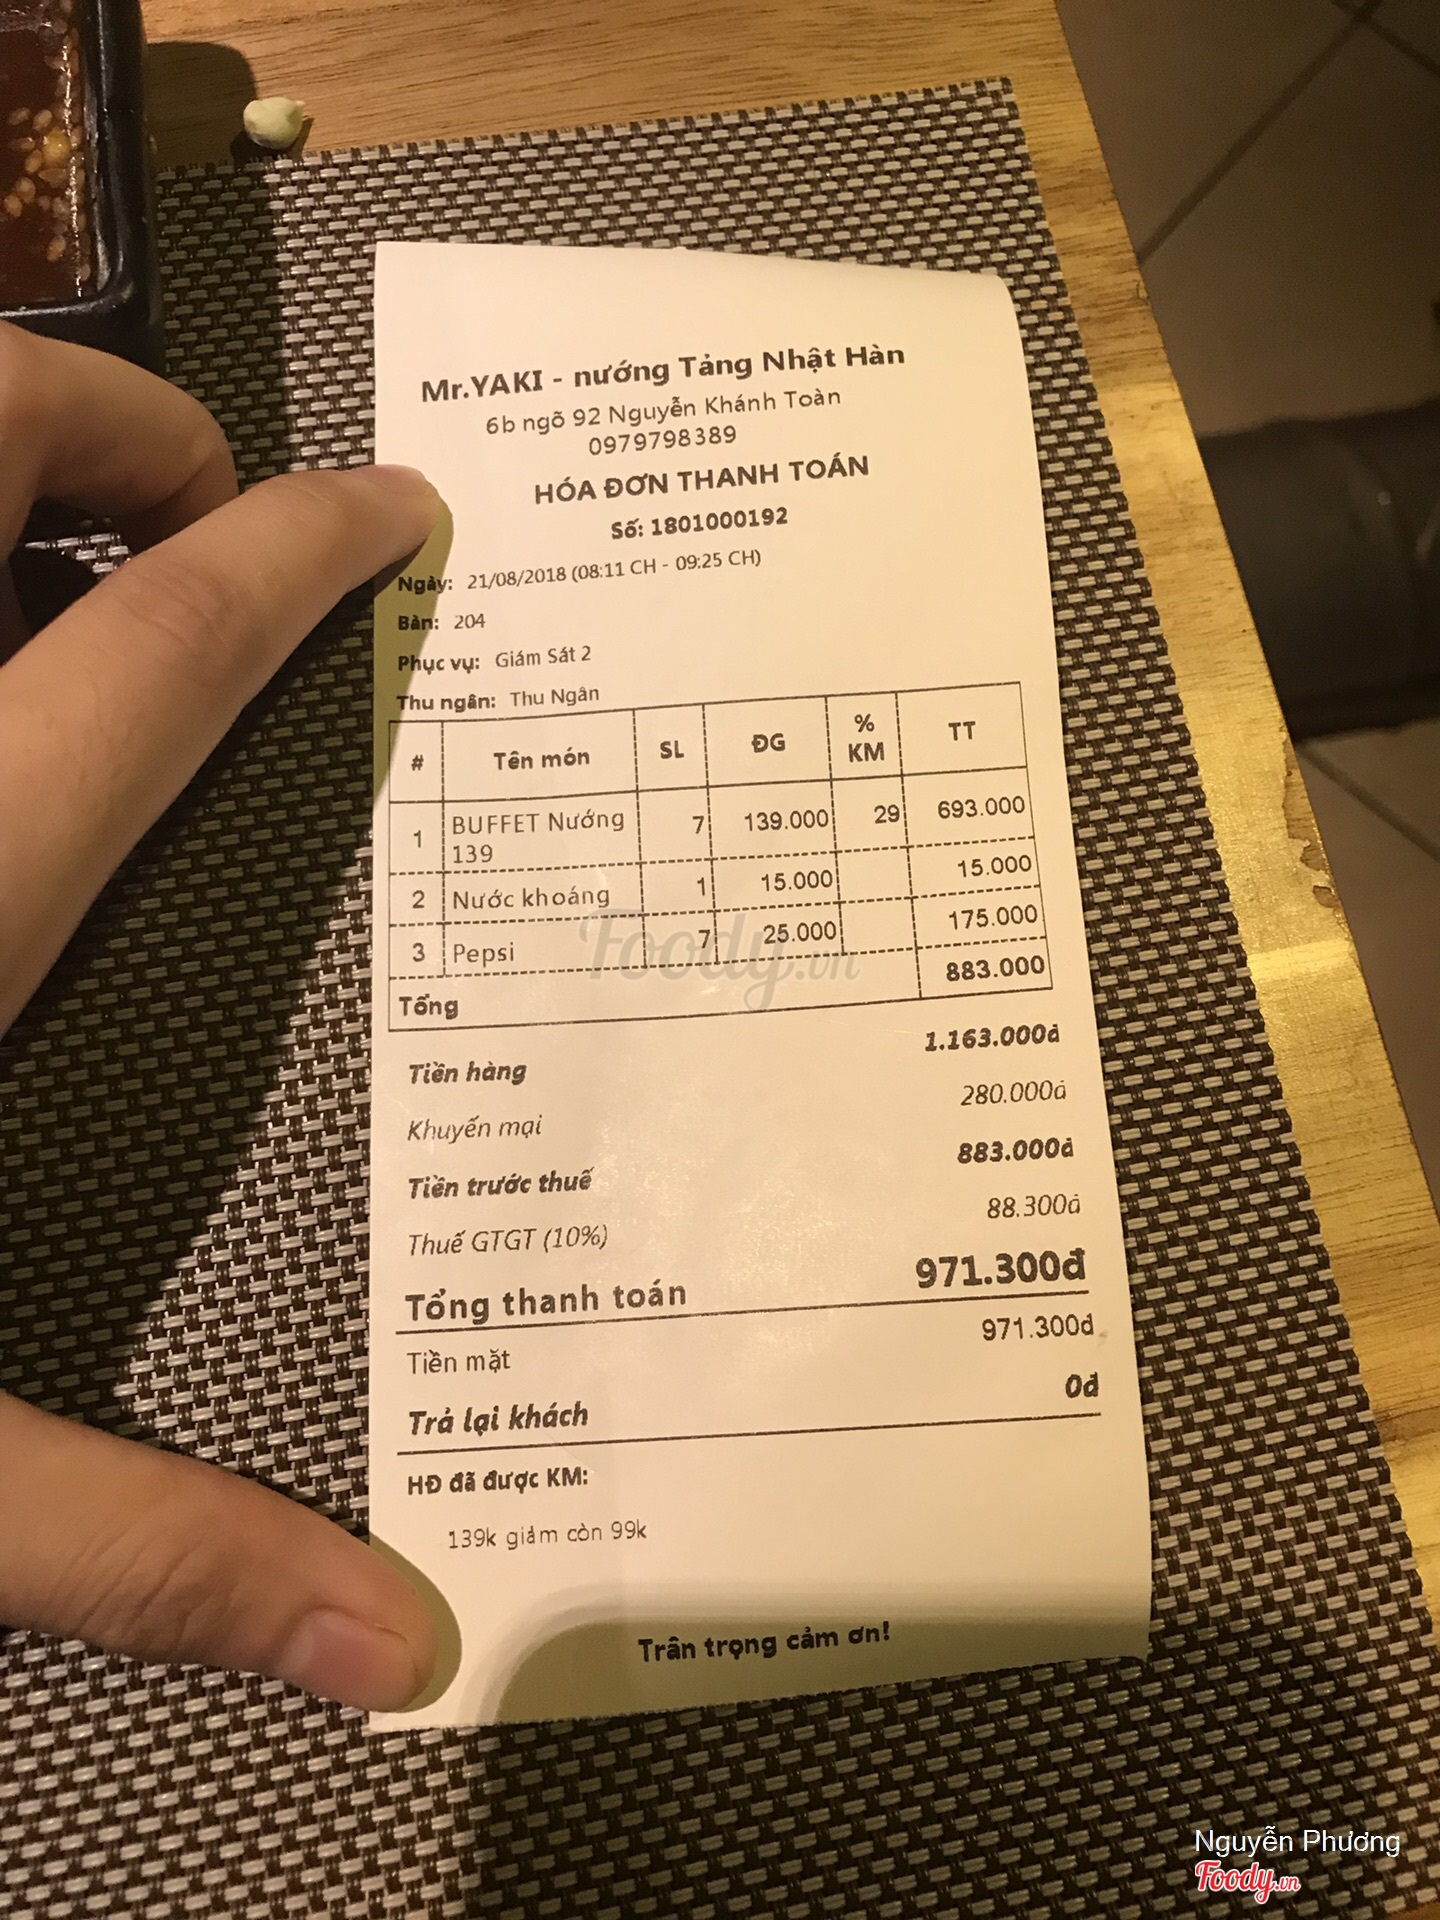 Mr.YAKI - nướng Tảng Nhật Hàn
6b ngõ 92 Nguyễn Khánh Toàn
0979798389
HÓA ĐƠN THANH TOÁN
Số: 1801000192
Ngày: 21/08/2018 (08:11 CH - 09:25 CH)
Bàn: 204
Phục vụ: Giám Sát 2
Thu ngân: Thu Ngân
# Tên món SL ĐG % KM TT
1 BUFFET Nướng 139 7 139.000 29 693.000
2 Nước khoáng 1 15.000 15.000
3 Pepsi 7 25.000 175.000
Tổng 883.000
Tiền hàng 1.163.000đ
Khuyến mại 280.000đ
Tiền trước thuế 883.000đ
Thuế GTGT (10%) 88.300đ
Tổng thanh toán 971.300đ
Tiền mặt 971.300đ
Trả lại khách 0đ
HĐ đã được KM:
139k giảm còn 99k
Trân trọng cảm ơn!
Foody.vn
Nguyễn Phương
Foody.vn